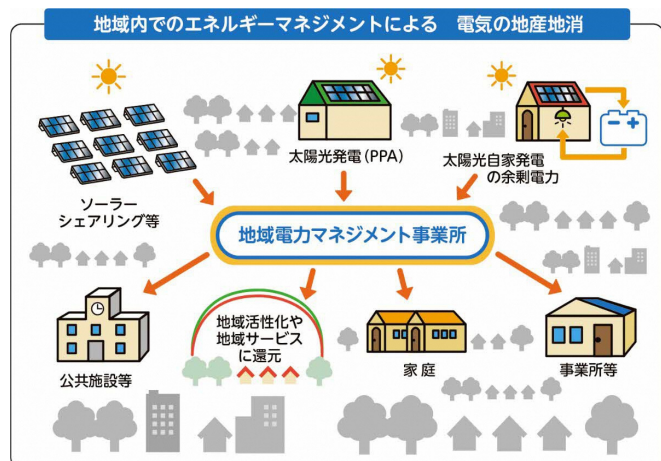 地域内でのエネルギーマネジメントによる　電気の地産地消
太陽光発電(PPA)
太陽光自家発電
の余剰電力
ソーラー
シェアリング等
地域電力マネジメント事業所
公共施設等
地域活性化や
地域サービス
に還元
家庭
事業所等